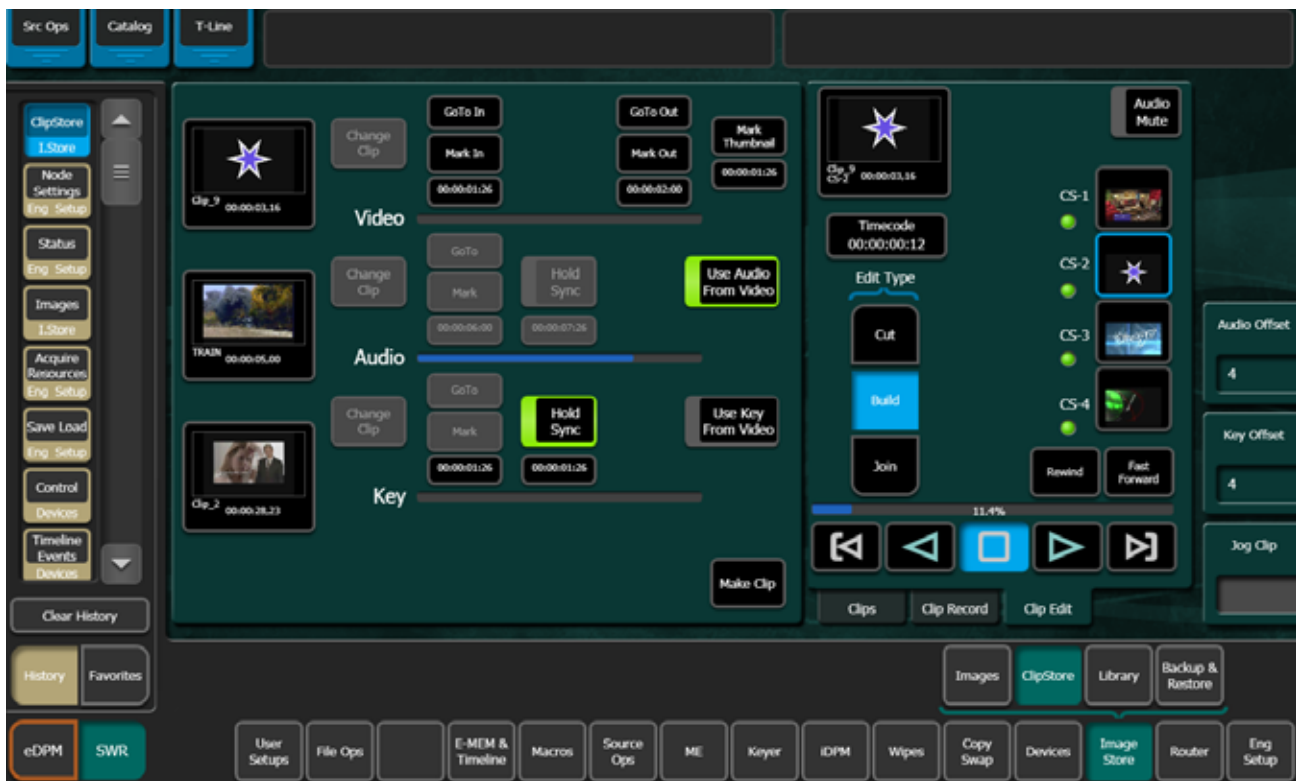 Src Ops
Catalog
T-Line
ClipStore
I.Store
Node
Settings
Eng Setup
Status
Eng Setup
Images
I.Store
Acquire
Resources
Eng Setup
Save Load
Eng Setup
Control
Devices
Timeline
Events
Devices
Clear History
History
Favorites
eDPM
SWR
Clip_9 00:00:03,16
Change
Clip
GoTo In
Mark In
00:00:01:26
GoTo Out
Mark Out
00:00:02:00
Mark
Thumbnail
00:00:01:26
Video
TRAIN 00:00:05,00
Change
Clip
GoTo
Mark
00:00:06:00
Hold
Sync
00:00:07:26
Use Audio
From Video
Audio
Clip_2 00:00:28,23
Change
Clip
GoTo
Mark
00:00:01:26
Hold
Sync
00:00:01:26
Use Key
From Video
Key
Make Clip
Clip_9
CS-2 00:00:03,16
Audio
Mute
Timecode
00:00:00:12
Edit Type
Cut
Build
Join
CS-1
CS-2
CS-3
CS-4
Rewind
Fast
Forward
11.4%
Clips
Clip Record
Clip Edit
Audio Offset
4
Key Offset
4
Jog Clip
Images
ClipStore
Library
Backup &
Restore
User
Setups
File Ops
E-MEM &
Timeline
Macros
Source
Ops
ME
Keyer
iDPM
Wipes
Copy
Swap
Devices
Image
Store
Router
Eng
Setup